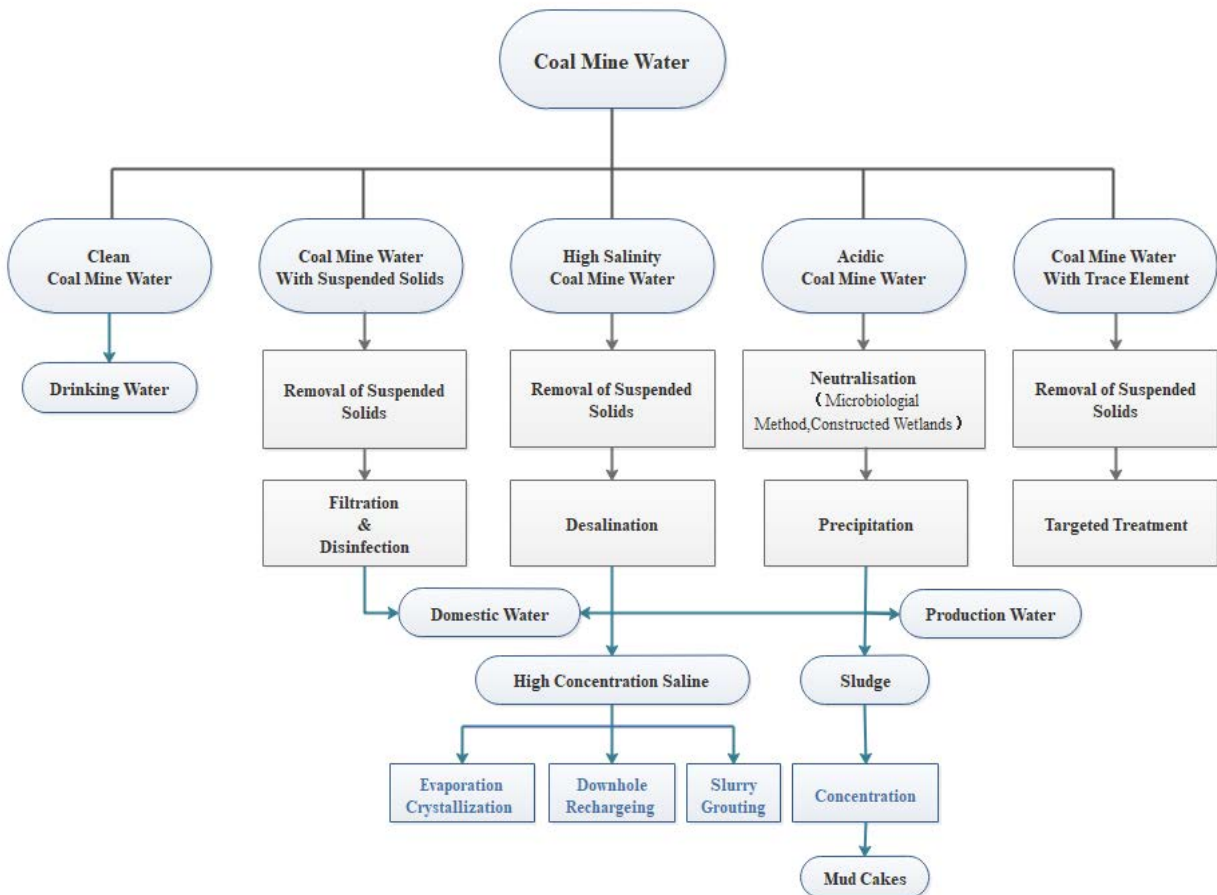 Coal Mine Water
Clean
Coal Mine Water
Coal Mine Water
With Suspended Solids
High Salinity
Coal Mine Water
Acidic
Coal Mine Water
Coal Mine Water
With Trace Element
Drinking Water
Removal of Suspended
Solids
Removal of Suspended
Solids
Neutralisation
（Microbiologial
Method,Constructed Wetlands）
Removal of Suspended
Solids
Filtration
&
Disinfection
Desalination
Precipitation
Targeted Treatment
Domestic Water
Production Water
High Concentration Saline
Sludge
Evaporation
Crystallization
Downhole
Rechargeing
Slurry
Grouting
Concentration
Mud Cakes